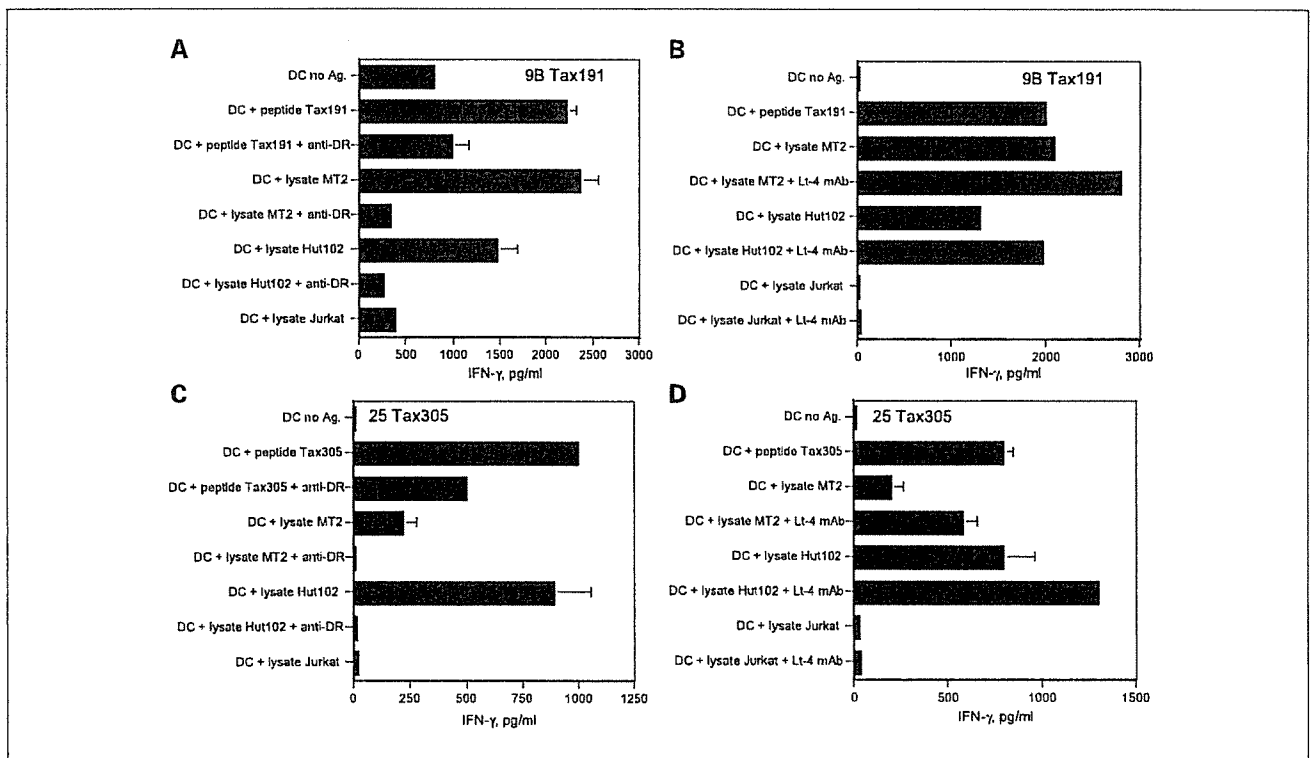 A
9B Tax191
DC no Ag.
DC + peptide Tax191
DC + peptide Tax191 + anti-DR
DC + lysate MT2
DC + lysate MT2 + anti-DR
DC + lysate Hut102
DC + lysate Hut102 + anti-DR
DC + lysate Jurkat
0 500 1000 1500 2000 2500 3000
IFN-γ, pg/ml
B
9B Tax191
DC no Ag.
DC + peptide Tax191
DC + lysate MT2
DC + lysate MT2 + Lt-4 mAb
DC + lysate Hut102
DC + lysate Hut102 + Lt-4 mAb
DC + lysate Jurkat
DC + lysate Jurkat + Lt-4 mAb
0 1000 2000 3000
IFN-γ, pg/ml
C
25 Tax305
DC no Ag.
DC + peptide Tax305
DC + peptide Tax305 + anti-DR
DC + lysate MT2
DC + lysate MT2 + anti-DR
DC + lysate Hut102
DC + lysate Hut102 + anti-DR
DC + lysate Jurkat
0 250 500 750 1000 1250
IFN-γ, pg/ml
D
25 Tax305
DC no Ag.
DC + peptide Tax305
DC + lysate MT2
DC + lysate MT2 + Lt-4 mAb
DC + lysate Hut102
DC + lysate Hut102 + Lt-4 mAb
DC + lysate Jurkat
DC + lysate Jurkat + Lt-4 mAb
0 500 1000 1500
IFN-γ, pg/ml